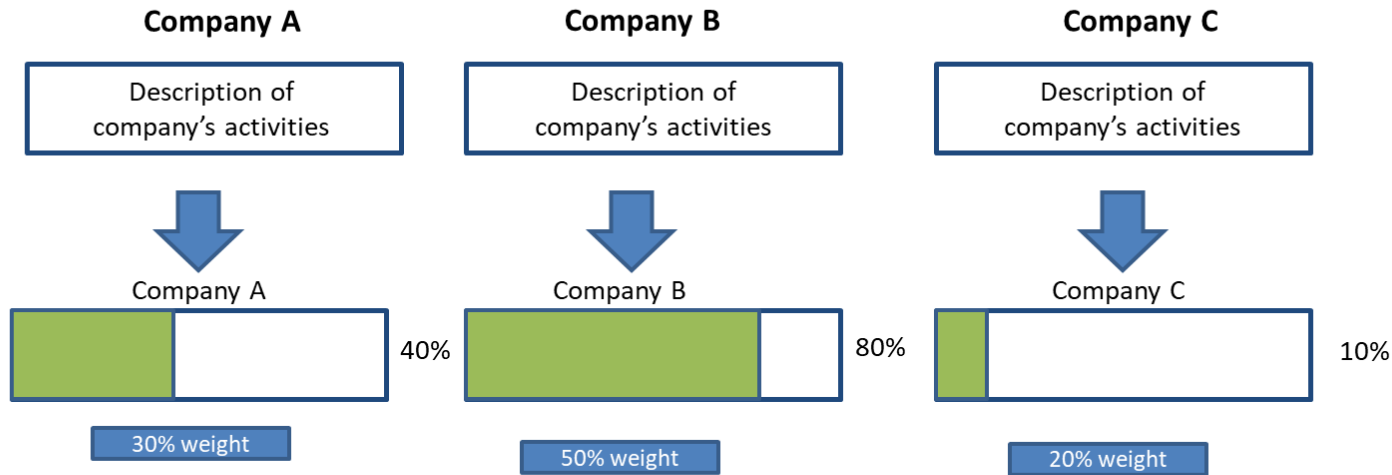 Company A
Company B
Company C
Description of
company's activities
Description of
company's activities
Description of
company's activities
Company A
Company B
Company C
40%
80%
10%
30% weight
50% weight
20% weight